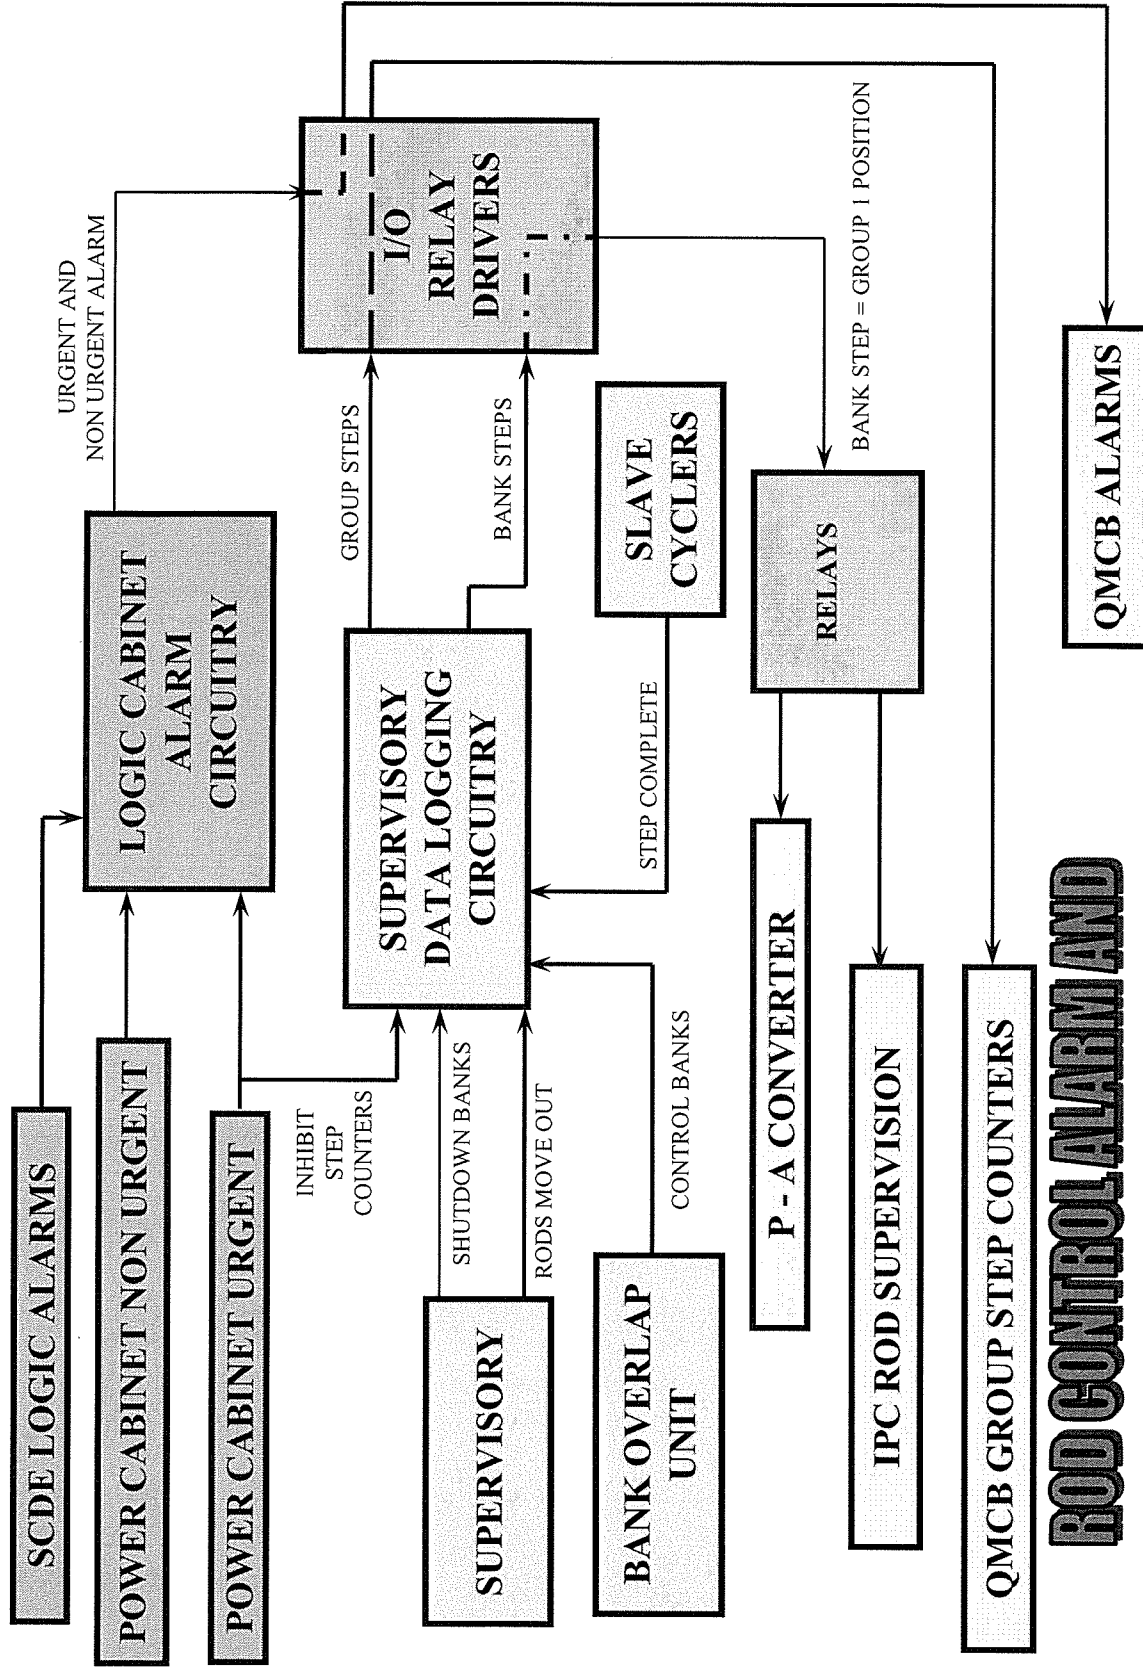 SCDE LOGIC ALARMS
POWER CABINET NON URGENT
POWER CABINET URGENT
LOGIC CABINET
ALARM
CIRCUITRY
URGENT AND
NON URGENT ALARM
INHIBIT
STEP
COUNTERS
SHUTDOWN BANKS
RODS MOVE OUT
SUPERVISORY
SUPERVISORY
DATA LOGGING
CIRCUITRY
GROUP STEPS
BANK STEPS
I/O
RELAY
DRIVERS
BANK OVERLAP
UNIT
CONTROL BANKS
STEP COMPLETE
SLAVE
CYCLERS
P - A CONVERTER
RELAYS
BANK STEP = GROUP 1 POSITION
IPC ROD SUPERVISION
QMCB GROUP STEP COUNTERS
QMCB ALARMS
ROD CONTROL ALARM AND